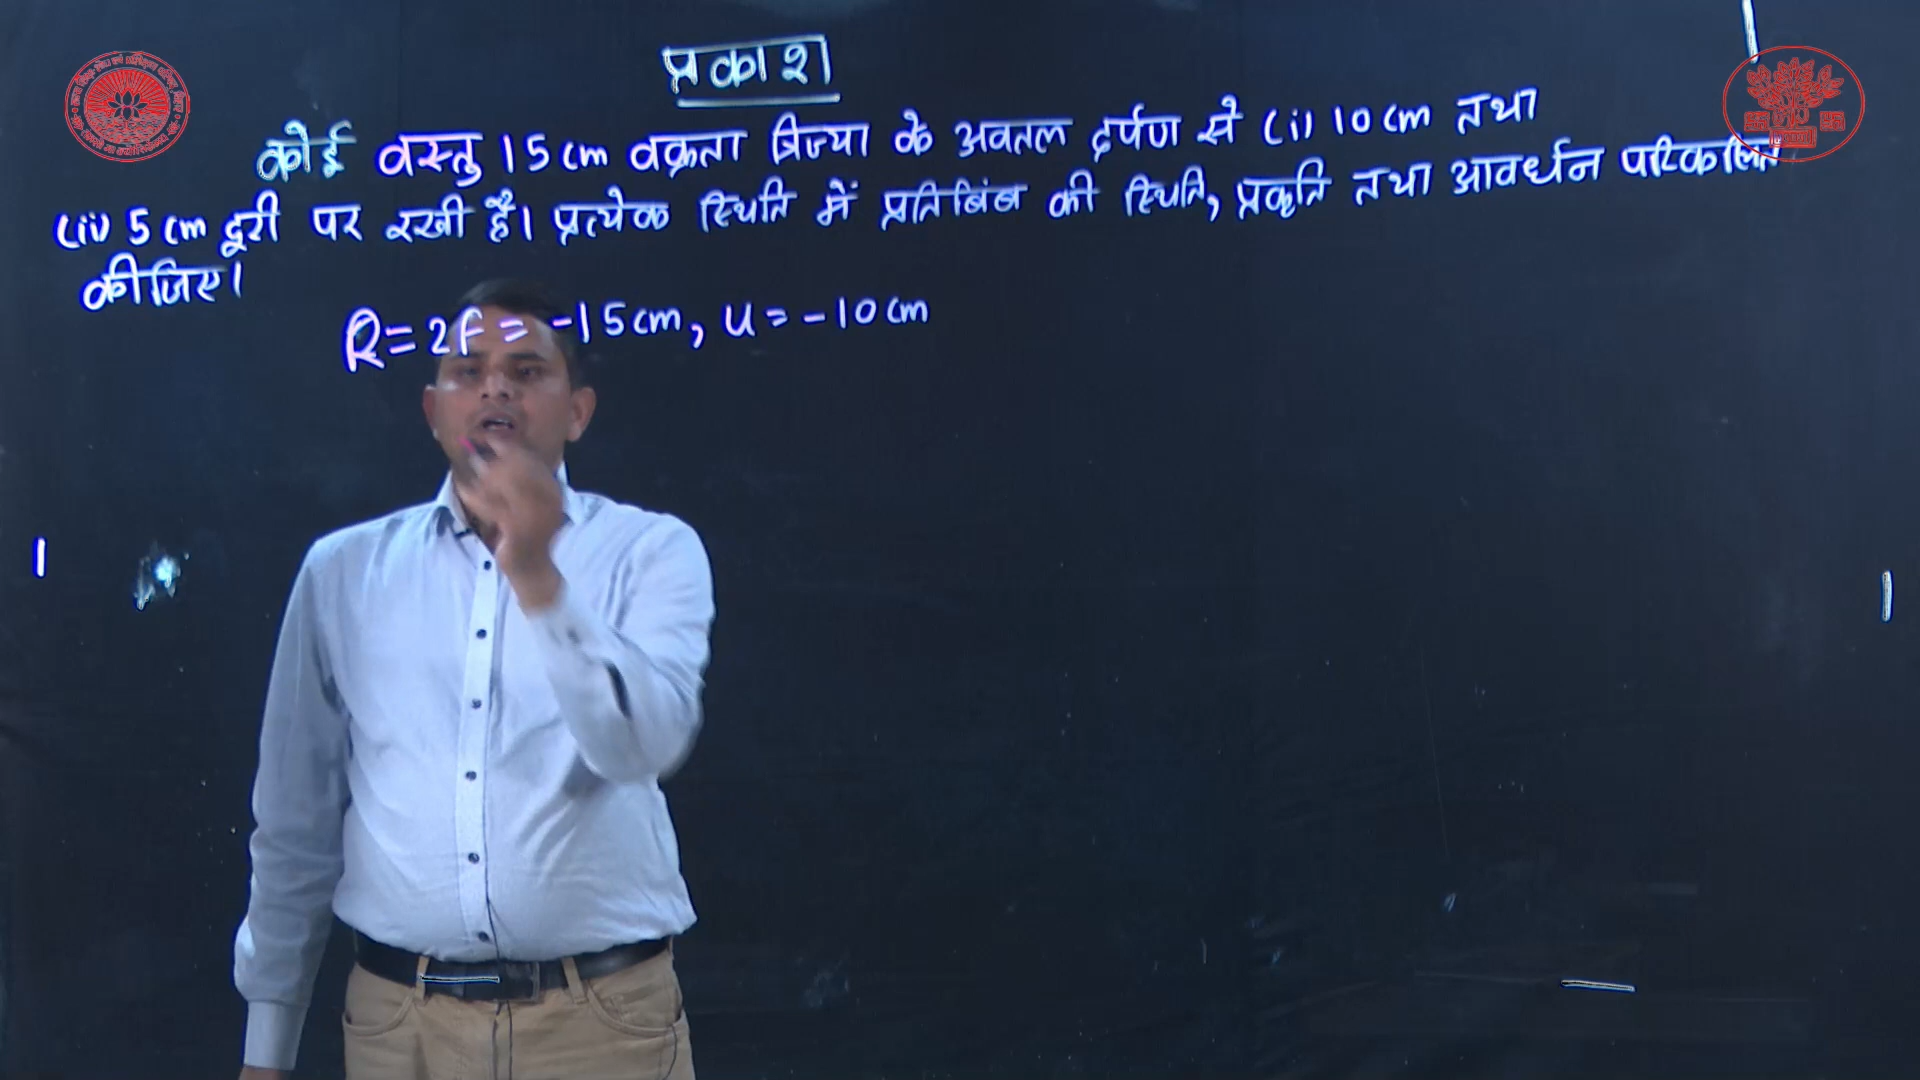 प्रकाश
कोई वस्तु 15 cm वक्रता त्रिज्या के अवतल दर्पण से (i) 10 cm तथा
(ii) 5 cm दूरी पर रखी है। प्रत्येक स्थिति में प्रतिबिंब की स्थिति, प्रकृति तथा आवर्धन परिकलित
कीजिए।
R = 2f = -15 cm, u = -10 cm